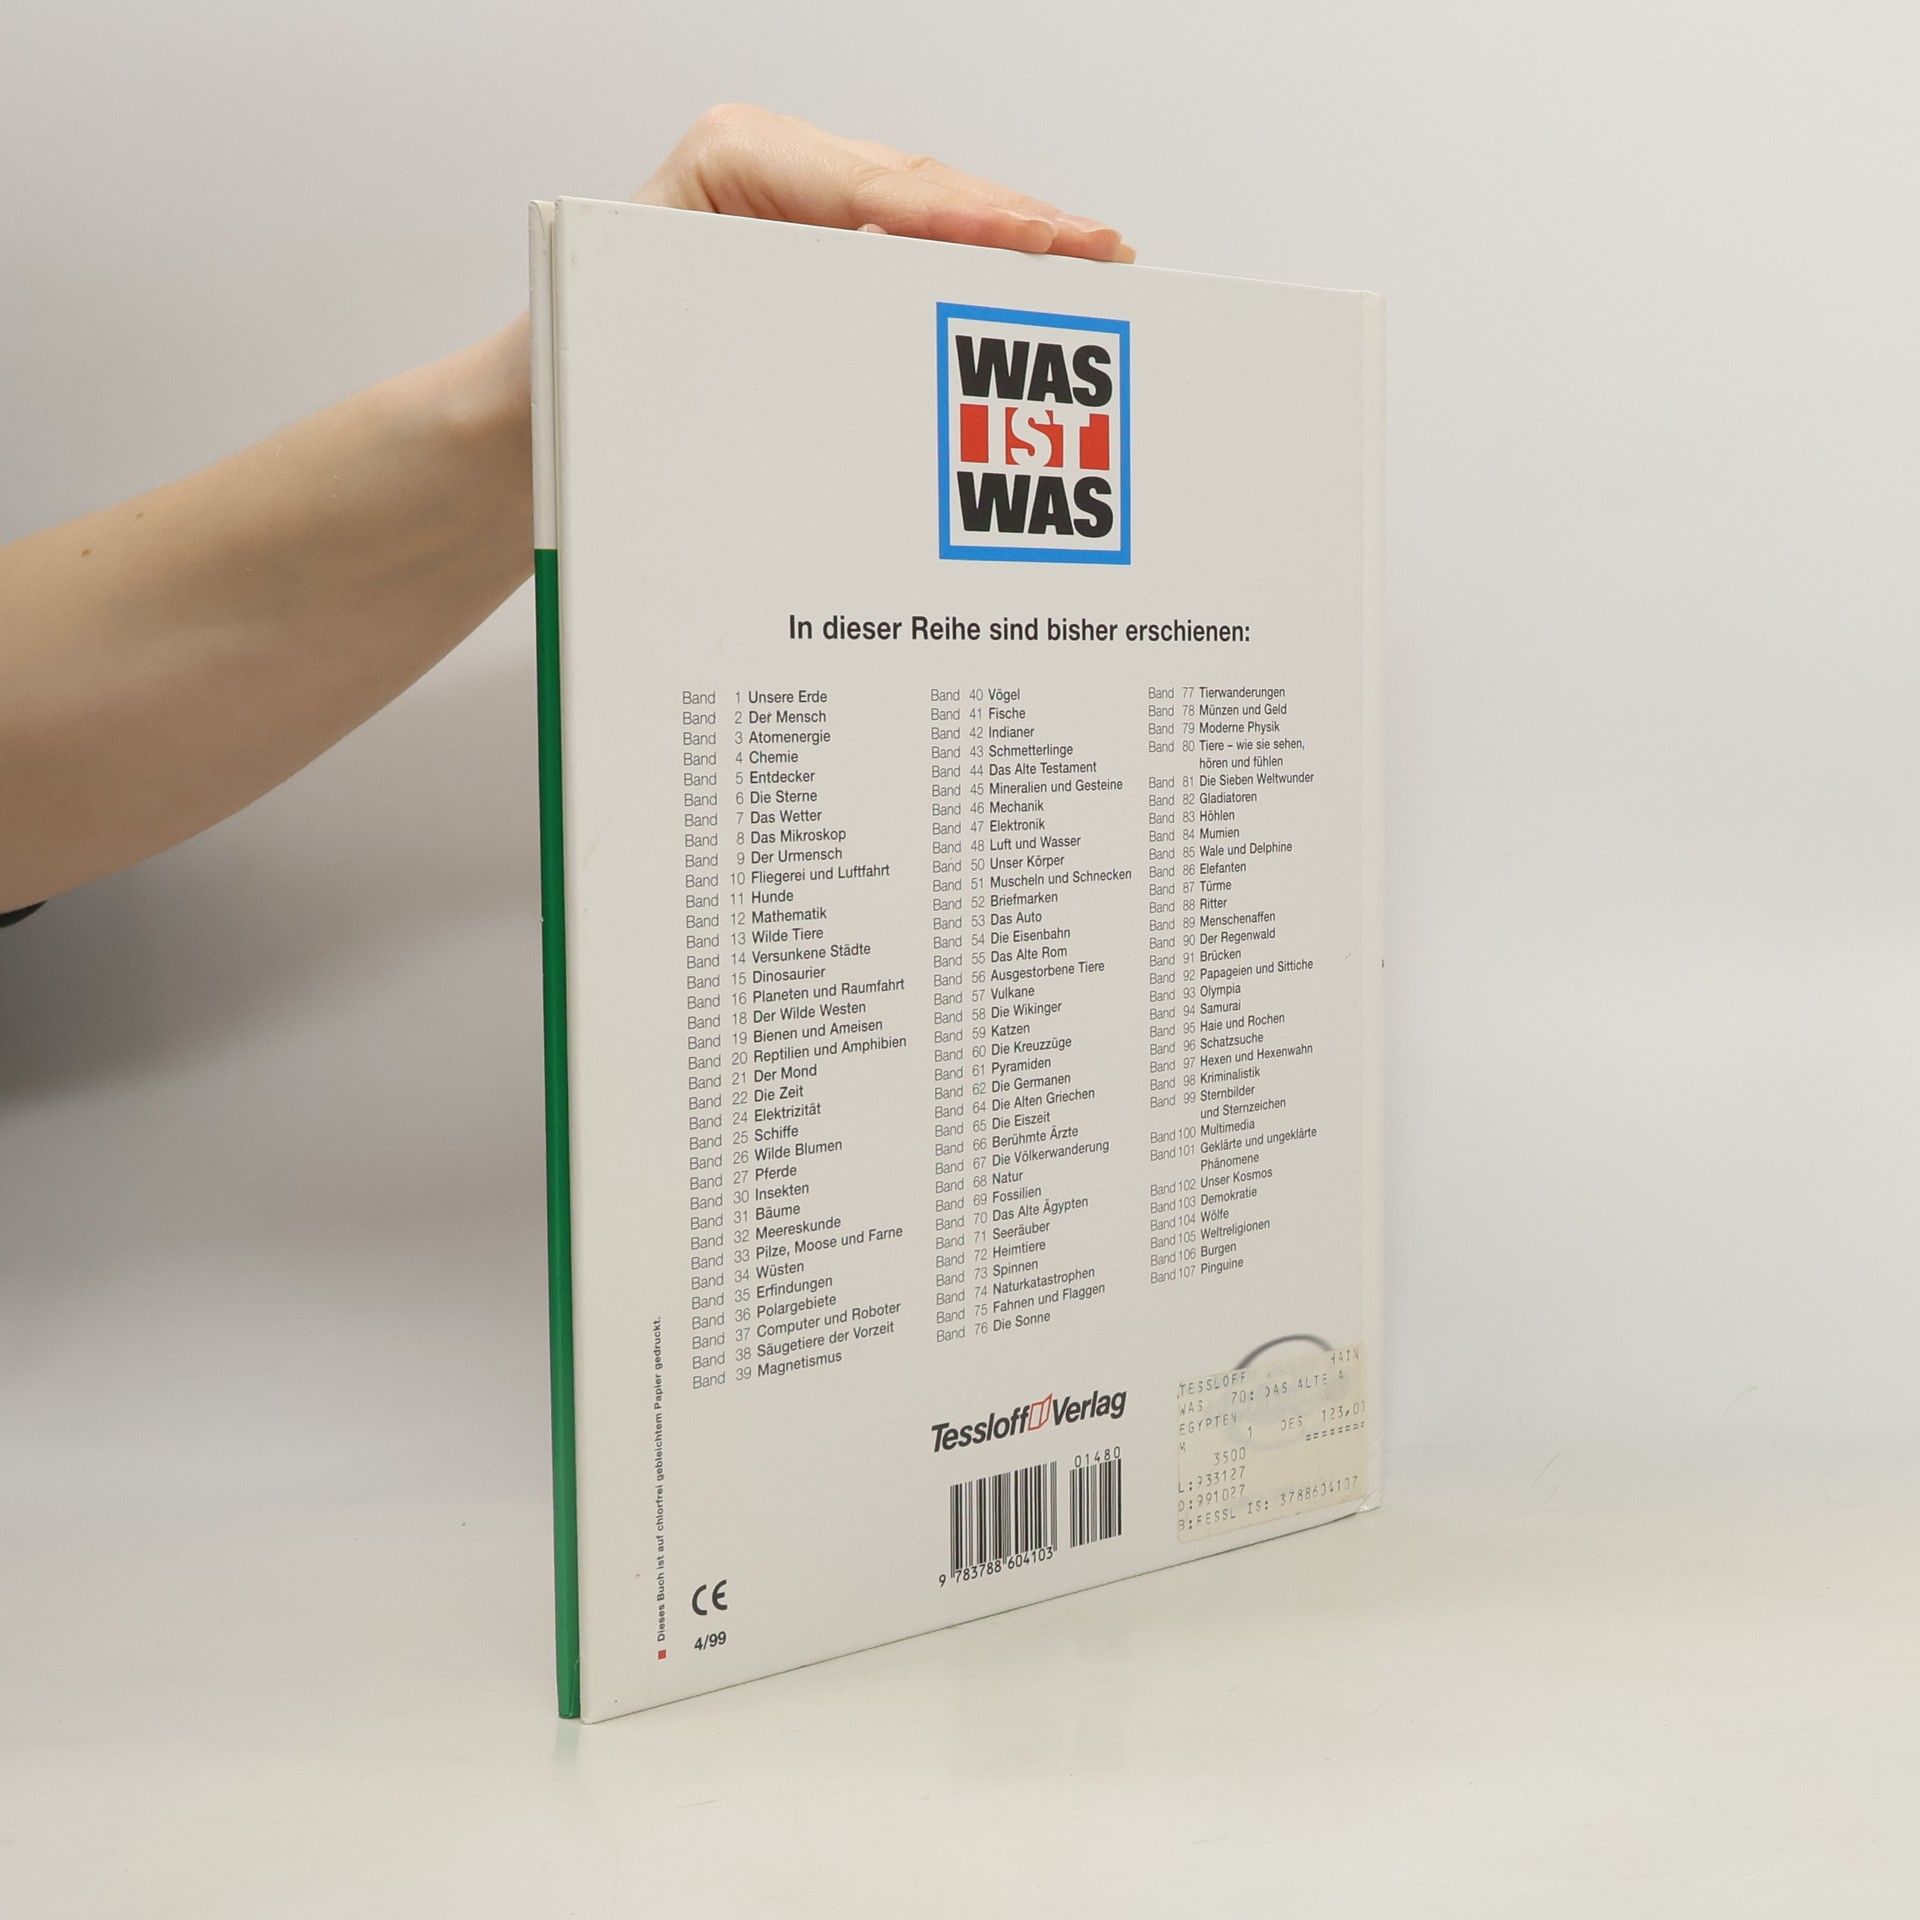 WAS
IST
WAS
In dieser Reihe sind bisher erschienen:
Band 1 Unsere Erde
Band 2 Der Mensch
Band 3 Atomenergie
Band 4 Chemie
Band 5 Entdecker
Band 6 Die Sterne
Band 7 Das Wetter
Band 8 Das Mikroskop
Band 9 Der Urmensch
Band 10 Fliegerei und Luftfahrt
Band 11 Hunde
Band 12 Mathematik
Band 13 Wilde Tiere
Band 14 Versunkene Städte
Band 15 Dinosaurier
Band 16 Planeten und Raumfahrt
Band 18 Der Wilde Westen
Band 19 Bienen und Ameisen
Band 20 Reptilien und Amphibien
Band 21 Der Mond
Band 22 Die Zeit
Band 24 Elektrizität
Band 25 Schiffe
Band 26 Wilde Blumen
Band 27 Pferde
Band 30 Insekten
Band 31 Bäume
Band 32 Meereskunde
Band 33 Pilze, Moose und Farne
Band 34 Wüsten
Band 35 Erfindungen
Band 36 Polargebiete
Band 37 Computer und Roboter
Band 38 Säugetiere der Vorzeit
Band 39 Magnetismus
Band 40 Vögel
Band 41 Fische
Band 42 Indianer
Band 43 Schmetterlinge
Band 44 Das Alte Testament
Band 45 Mineralien und Gesteine
Band 46 Mechanik
Band 47 Elektronik
Band 48 Luft und Wasser
Band 50 Unser Körper
Band 51 Muscheln und Schnecken
Band 52 Briefmarken
Band 53 Das Auto
Band 54 Die Eisenbahn
Band 55 Das Alte Rom
Band 56 Ausgestorbene Tiere
Band 57 Vulkane
Band 58 Die Wikinger
Band 59 Katzen
Band 60 Die Kreuzzüge
Band 61 Pyramiden
Band 62 Die Germanen
Band 64 Die Alten Griechen
Band 65 Die Eiszeit
Band 66 Berühmte Ärzte
Band 67 Die Völkerwanderung
Band 68 Natur
Band 69 Fossilien
Band 70 Das Alte Ägypten
Band 71 Seeräuber
Band 72 Heimtiere
Band 73 Spinnen
Band 74 Naturkatastrophen
Band 75 Fahnen und Flaggen
Band 76 Die Sonne
Band 77 Tierwanderungen
Band 78 Münzen und Geld
Band 79 Moderne Physik
Band 80 Tiere – wie sie sehen,
hören und fühlen
Band 81 Die Sieben Weltwunder
Band 82 Gladiatoren
Band 83 Höhlen
Band 84 Mumien
Band 85 Wale und Delphine
Band 86 Elefanten
Band 87 Türme
Band 88 Ritter
Band 89 Menschenaffen
Band 90 Der Regenwald
Band 91 Brücken
Band 92 Papageien und Sittiche
Band 93 Olympia
Band 94 Samurai
Band 95 Haie und Rochen
Band 96 Schatzsuche
Band 97 Hexen und Hexenwahn
Band 98 Kriminalistik
Band 99 Sternbilder
und Sternzeichen
Band 100 Multimedia
Band 101 Geklärte und ungeklärte
Phänomene
Band 102 Unser Kosmos
Band 103 Demokratie
Band 104 Wölfe
Band 105 Weltreligionen
Band 106 Burgen
Band 107 Pinguine
Dieses Buch ist auf chlorfrei gebleichtem Papier gedruckt.
CE
4/99
Tessloff Verlag
01480
9 783788 604103
TESSLOFF
WAS 70: DAS ALTE A
EGYPTEN
M 1 DES 123,00
3500 =======
L:933127
D:991027
B:FESSL IS: 3788604107